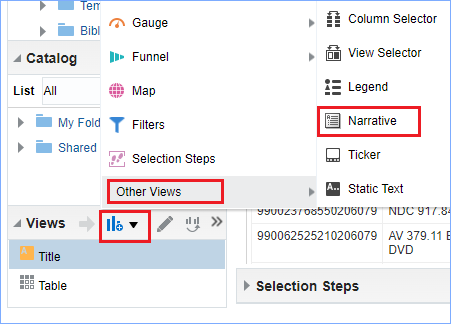 Tem
Bibl
Catalog
List All
My Fold
Shared
Gauge
Funnel
Map
Filters
Selection Steps
Other Views
Column Selector
View Selector
Legend
Narrative
Ticker
Static Text
Views
Title
Table
990023768550206079 NDC 917.84
990062525210206079 AV 379.11 E
DVD
Selection Steps